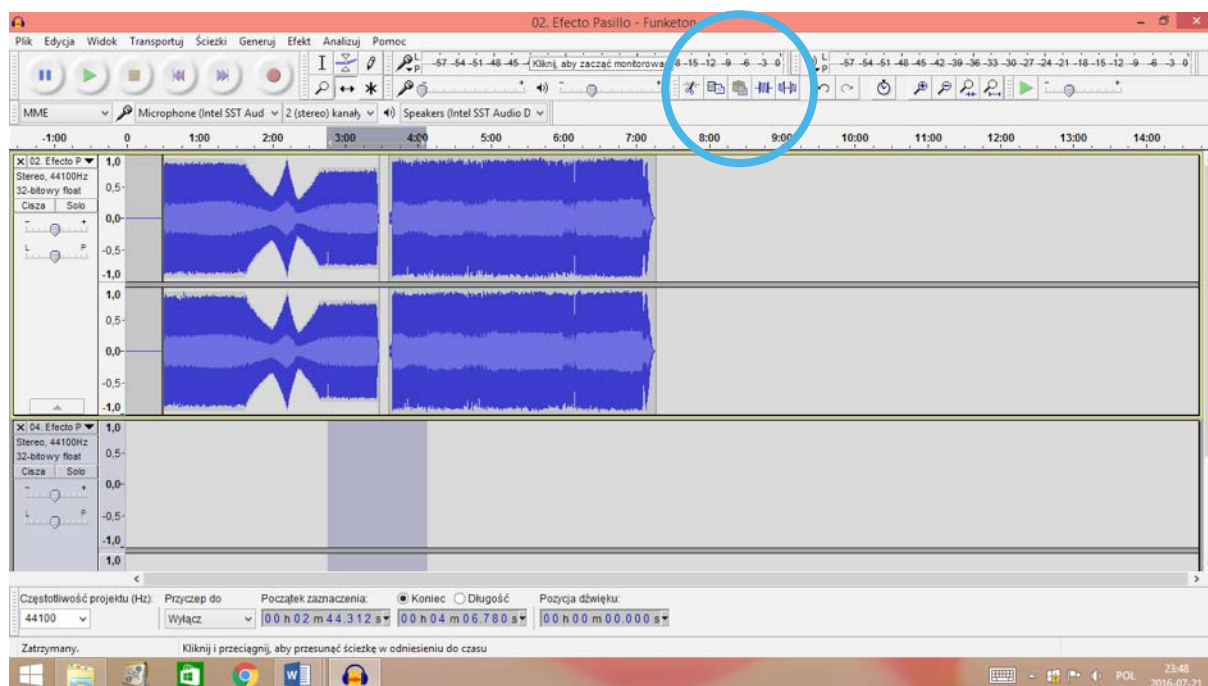 02. Efecto Pasillo - Funketon
Plik Edycja Widok Transportuj Ścieżki Generuj Efekt Analizuj Pomoc
L P -57 -54 -51 -48 -45 -4 Kliknij, aby zacząć monitorowa 8 -15 -12 -9 -6 -3 0 L P -57 -54 -51 -48 -45 -42 -39 -36 -33 -30 -27 -24 -21 -18 -15 -12 -9 -6 -3 0
MME Microphone (Intel SST Aud 2 (stereo) kanały Speakers (Intel SST Audio D
-1:00 0 1:00 2:00 3:00 4:00 5:00 6:00 7:00 8:00 9:00 10:00 11:00 12:00 13:00 14:00
X 02. Efecto P 1,0
Stereo, 44100Hz
32-bitowy float 0,5
Cisza Solo
- + 0,0
L P -0,5
-1,0
1,0
0,5
0,0
-0,5
-1,0
X 04. Efecto P 1,0
Stereo, 44100Hz
32-bitowy float 0,5
Cisza Solo
- + 0,0
L P -0,5
-1,0
1,0
Częstotliwość projektu (Hz): Przyczep do Początek zaznaczenia: Koniec Długość Pozycja dźwięku:
44100 Wyłącz 00 h 02 m 44.312 s 00 h 04 m 06.780 s 00 h 00 m 00.000 s
Zatrzymany. Kliknij i przeciągnij, aby przesunąć ścieżkę w odniesieniu do czasu
POL 23:48
2016-07-21